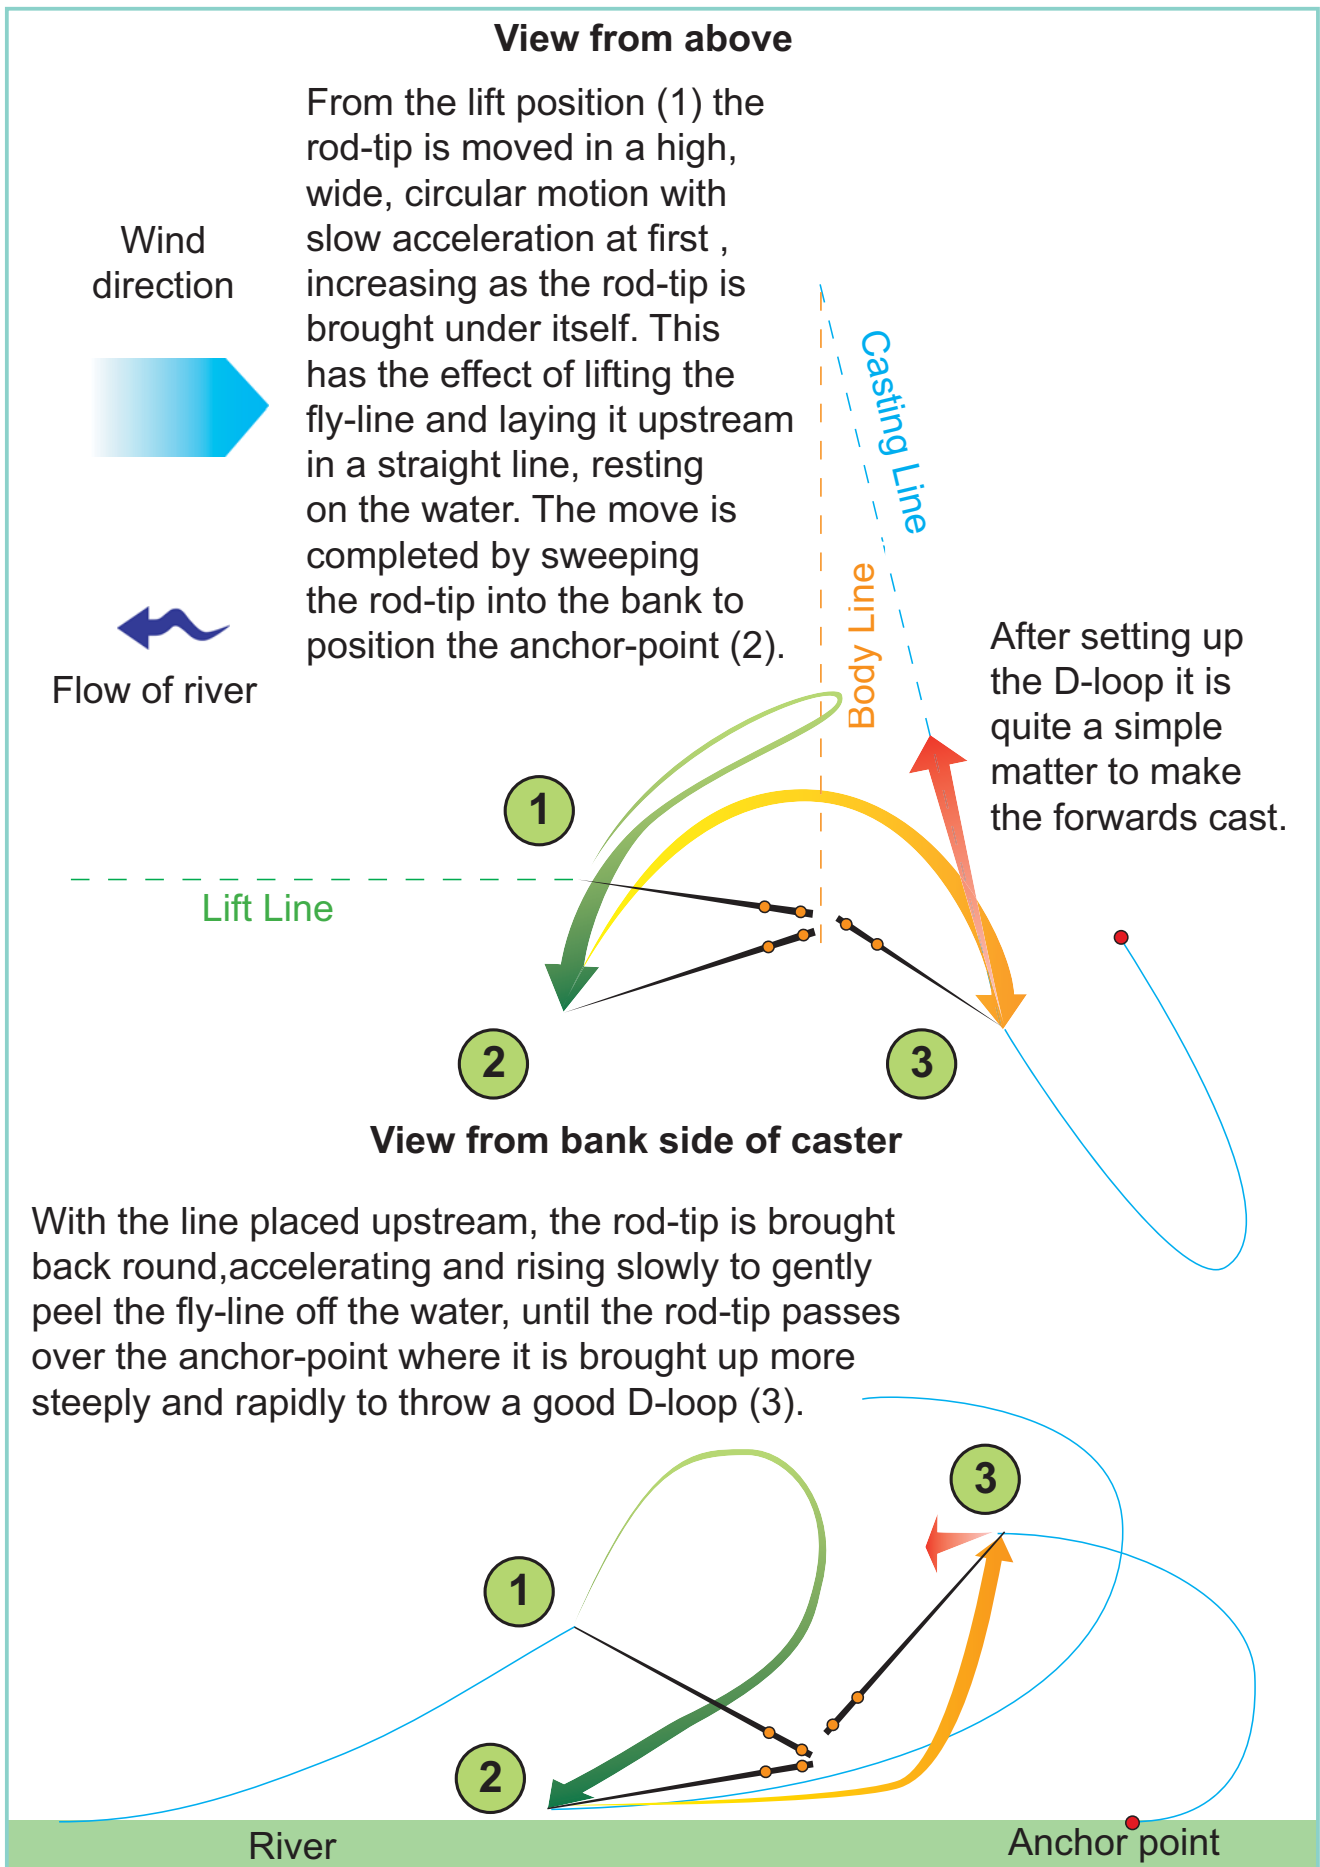 View from above
From the lift position (1) the
rod-tip is moved in a high,
wide, circular motion with
slow acceleration at first ,
increasing as the rod-tip is
brought under itself. This
has the effect of lifting the
fly-line and laying it upstream
in a straight line, resting
on the water. The move is
completed by sweeping
the rod-tip into the bank to
position the anchor-point (2).
Wind
direction
Flow of river
Casting Line
Body Line
After setting up
the D-loop it is
quite a simple
matter to make
the forwards cast.
1
Lift Line
2
3
View from bank side of caster
With the line placed upstream, the rod-tip is brought
back round,accelerating and rising slowly to gently
peel the fly-line off the water, until the rod-tip passes
over the anchor-point where it is brought up more
steeply and rapidly to throw a good D-loop (3).
3
1
2
River
Anchor point